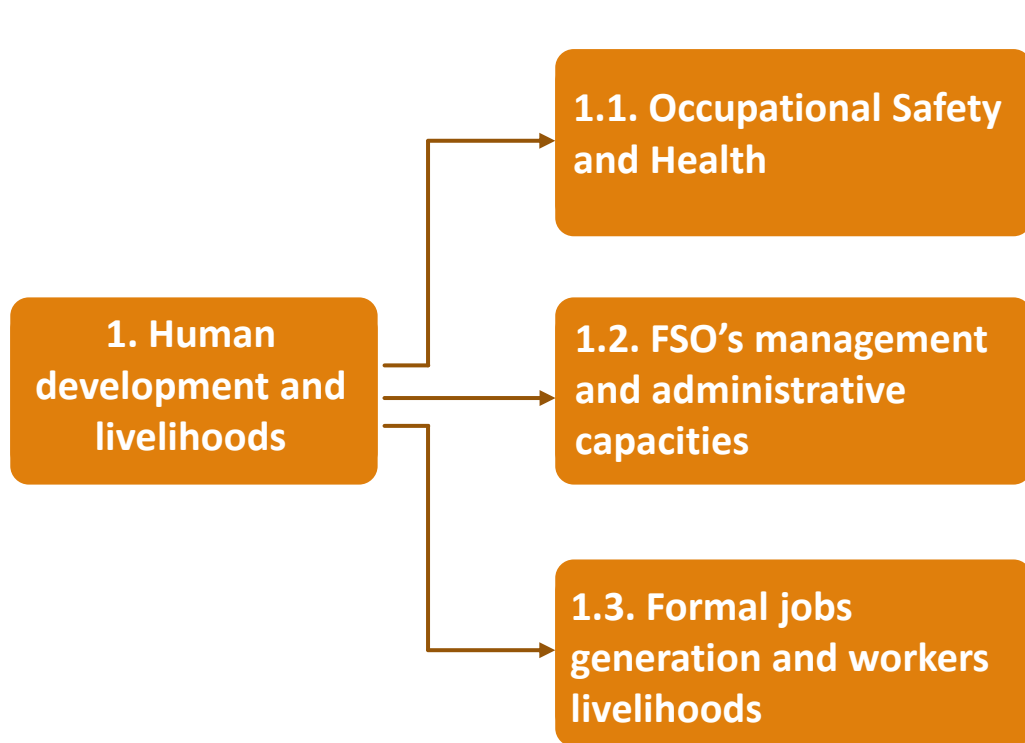 1.1. Occupational Safety
and Health
1. Human
development and
livelihoods
1.2. FSO’s management
and administrative
capacities
1.3. Formal jobs
generation and workers
livelihoods